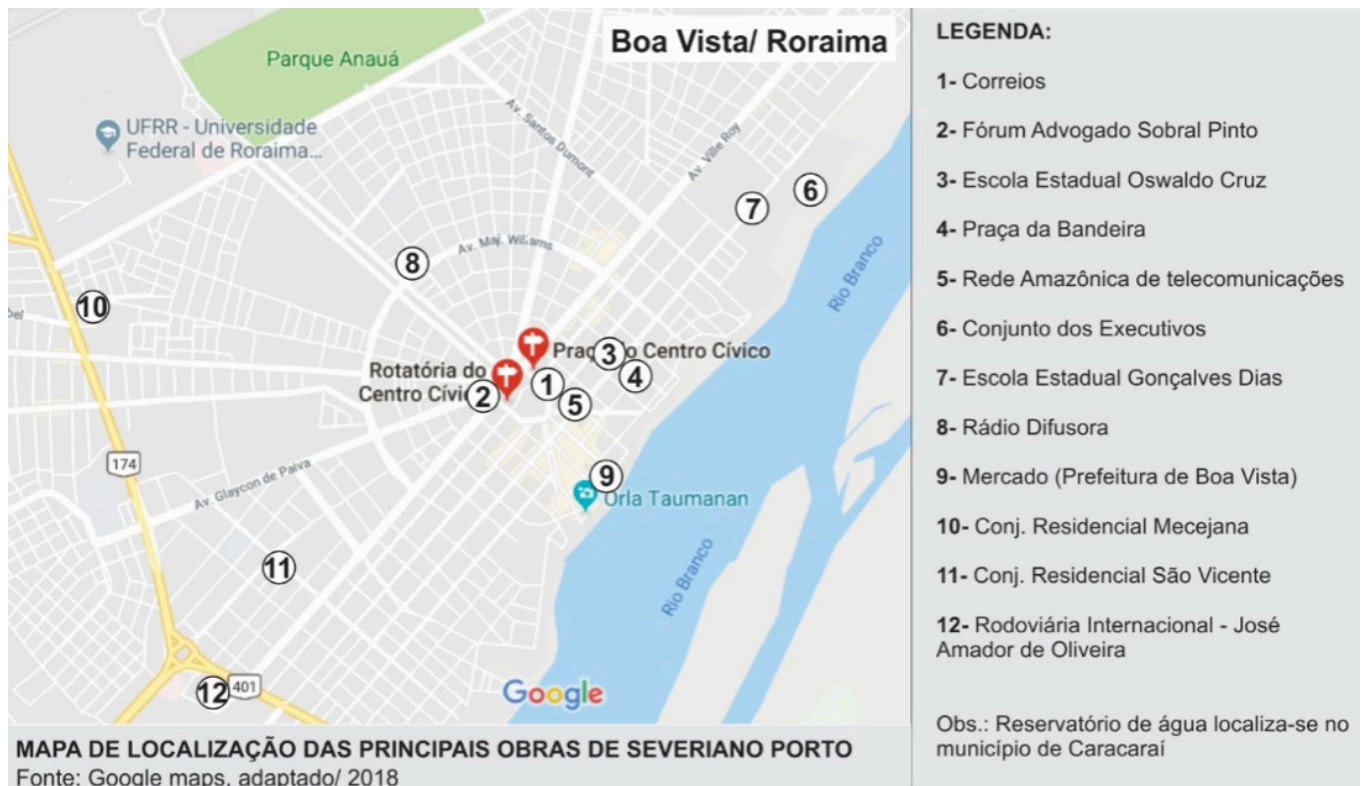 Boa Vista/ Roraima
Parque Anauá
UFRR - Universidade
Federal de Roraima...
Av. Santos Dumont
Av. Ville Roy
6
7
Rio Branco
Av. Maj. Williams
8
10
Praç
3
o Centro Cívico
Rotatória do
Centro Cívi
4
1
2
5
174
Av. Glaycon de Paiva
9
Orla Taumanan
Rio Branco
11
12
401
Google
MAPA DE LOCALIZAÇÃO DAS PRINCIPAIS OBRAS DE SEVERIANO PORTO
Fonte: Google maps, adaptado/ 2018
LEGENDA:
1- Correios
2- Fórum Advogado Sobral Pinto
3- Escola Estadual Oswaldo Cruz
4- Praça da Bandeira
5- Rede Amazônica de telecomunicações
6- Conjunto dos Executivos
7- Escola Estadual Gonçalves Dias
8- Rádio Difusora
9- Mercado (Prefeitura de Boa Vista)
10- Conj. Residencial Mecejana
11- Conj. Residencial São Vicente
12- Rodoviária Internacional - José
Amador de Oliveira
Obs.: Reservatório de água localiza-se no
município de Caracaraí